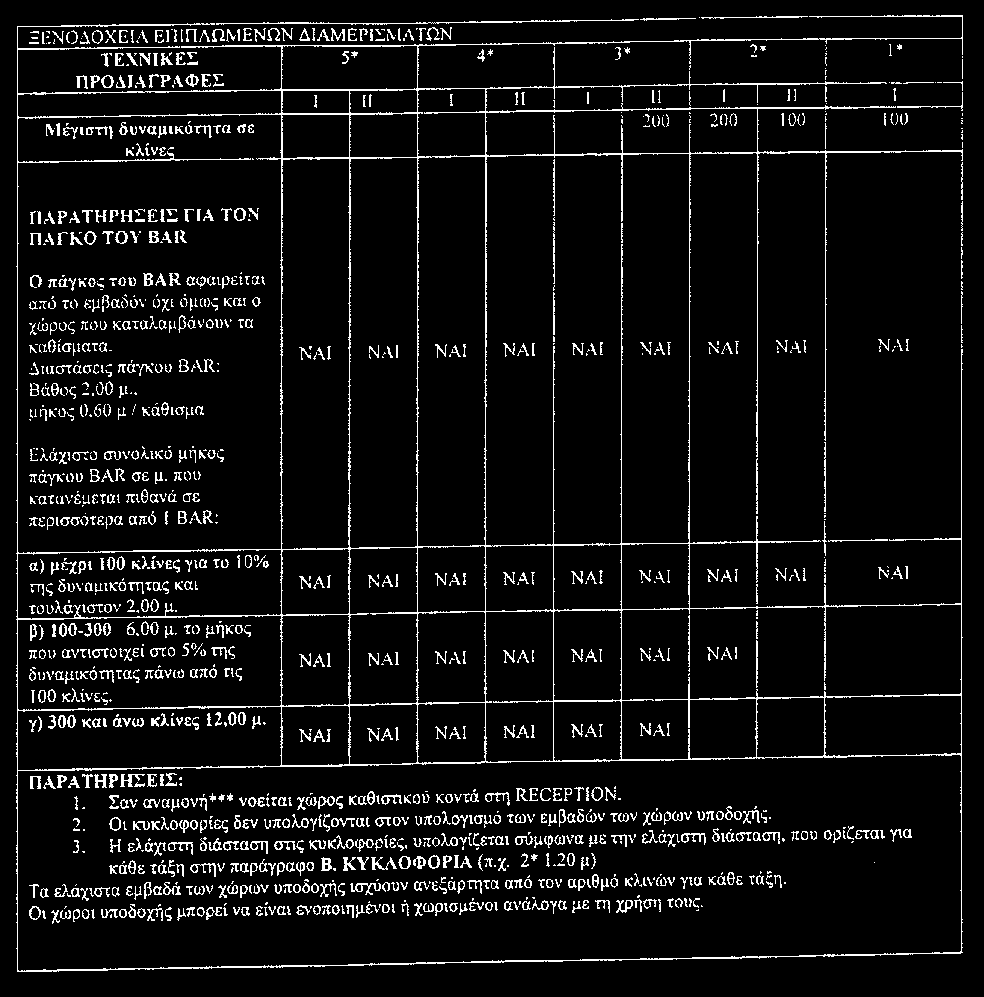 ΞΕΝΟΔΟΧΕΙΑ ΕΠΙΠΛΩΜΕΝΩΝ ΔΙΑΜΕΡΙΣΜΑΤΩΝ
ΤΕΧΝΙΚΕΣ 5* 4* 3* 2* 1*
ΠΡΟΔΙΑΓΡΑΦΕΣ
I II I II I II I II I
Μέγιστη δυναμικότητα σε 200 200 100 100
κλίνες
ΠΑΡΑΤΗΡΗΣΕΙΣ ΓΙΑ ΤΟΝ
ΠΑΓΚΟ ΤΟΥ BAR
Ο πάγκος του BAR αφαιρείται
από το εμβαδόν όχι όμως και ο
χώρος που καταλαμβάνουν τα
καθίσματα.
ΝΑΙ ΝΑΙ ΝΑΙ ΝΑΙ ΝΑΙ ΝΑΙ ΝΑΙ ΝΑΙ ΝΑΙ
Διαστάσεις πάγκου BAR:
Βάθος 2,00 μ.,
μήκος 0,60 μ / κάθισμα
Ελάχιστο συνολικό μήκος
πάγκου BAR σε μ. που
κατανέμεται πιθανά σε
περισσότερα από 1 BAR:
α) μέχρι 100 κλίνες για το 10%
της δυναμικότητας και ΝΑΙ ΝΑΙ ΝΑΙ ΝΑΙ ΝΑΙ ΝΑΙ ΝΑΙ ΝΑΙ ΝΑΙ
τουλάχιστον 2,00 μ.
β) 100-300 6,00 μ. το μήκος
που αντιστοιχεί στο 5% της ΝΑΙ ΝΑΙ ΝΑΙ ΝΑΙ ΝΑΙ ΝΑΙ ΝΑΙ
δυναμικότητας πάνω από τις
100 κλίνες.
γ) 300 και άνω κλίνες 12,00 μ. ΝΑΙ ΝΑΙ ΝΑΙ ΝΑΙ ΝΑΙ ΝΑΙ
ΠΑΡΑΤΗΡΗΣΕΙΣ:
1. Σαν αναμονή*** νοείται χώρος καθιστικού κοντά στη RECEPTION.
2. Οι κυκλοφορίες δεν υπολογίζονται στον υπολογισμό των εμβαδών των χώρων υποδοχής.
3. Η ελάχιστη διάσταση στις κυκλοφορίες, υπολογίζεται σύμφωνα με την ελάχιστη διάσταση, που ορίζεται για
κάθε τάξη στην παράγραφο Β. ΚΥΚΛΟΦΟΡΙΑ (π.χ. 2* 1.20 μ)
Τα ελάχιστα εμβαδά των χώρων υποδοχής ισχύουν ανεξάρτητα από τον αριθμό κλινών για κάθε τάξη.
Οι χώροι υποδοχής μπορεί να είναι ενοποιημένοι ή χωρισμένοι ανάλογα με τη χρήση τους.